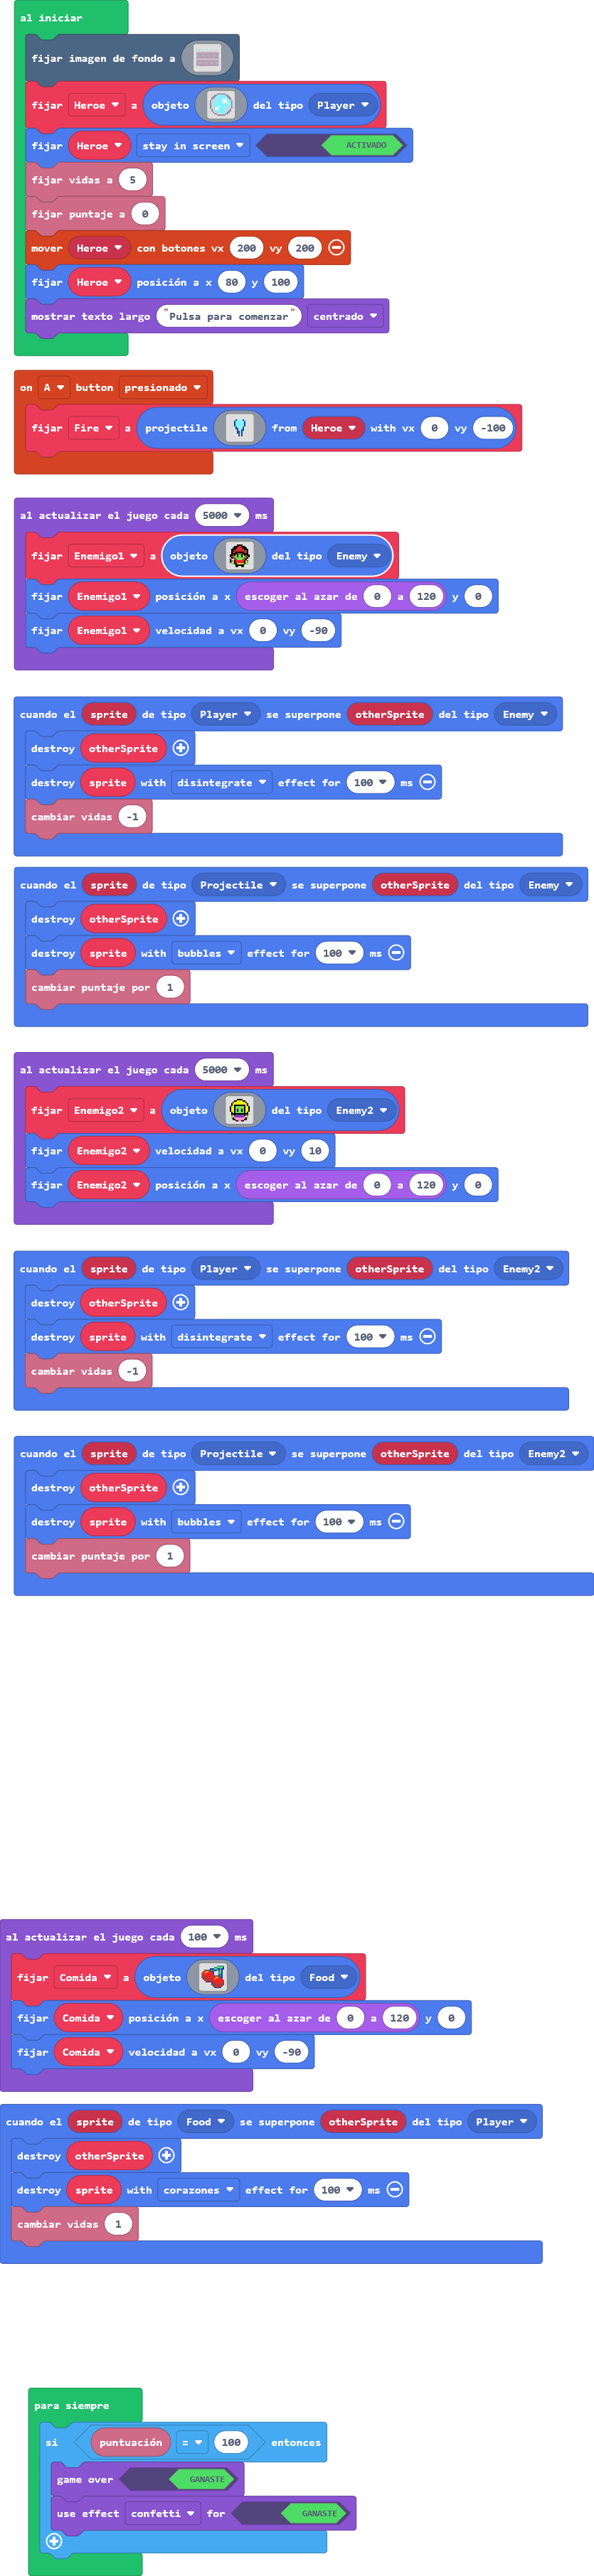 al iniciar
fijar imagen de fondo a
fijar Heroe a objeto del tipo Player
fijar Heroe stay in screen ACTIVADO
fijar vidas a 5
fijar puntaje a 0
mover Heroe con botones vx 200 vy 200
fijar Heroe posición a x 80 y 100
mostrar texto largo "Pulsa para comenzar" centrado
on A button presionado
fijar Fire a projectile from Heroe with vx 0 vy -100
al actualizar el juego cada 5000 ms
fijar Enemigo1 a objeto del tipo Enemy
fijar Enemigo1 posición a x escoger al azar de 0 a 120 y 0
fijar Enemigo1 velocidad a vx 0 vy -90
cuando el sprite de tipo Player se superpone otherSprite del tipo Enemy
destroy otherSprite
destroy sprite with disintegrate effect for 100 ms
cambiar vidas -1
cuando el sprite de tipo Projectile se superpone otherSprite del tipo Enemy
destroy otherSprite
destroy sprite with bubbles effect for 100 ms
cambiar puntaje por 1
al actualizar el juego cada 5000 ms
fijar Enemigo2 a objeto del tipo Enemy2
fijar Enemigo2 velocidad a vx 0 vy 10
fijar Enemigo2 posición a x escoger al azar de 0 a 120 y 0
cuando el sprite de tipo Player se superpone otherSprite del tipo Enemy2
destroy otherSprite
destroy sprite with disintegrate effect for 100 ms
cambiar vidas -1
cuando el sprite de tipo Projectile se superpone otherSprite del tipo Enemy2
destroy otherSprite
destroy sprite with bubbles effect for 100 ms
cambiar puntaje por 1
al actualizar el juego cada 100 ms
fijar Comida a objeto del tipo Food
fijar Comida posición a x escoger al azar de 0 a 120 y 0
fijar Comida velocidad a vx 0 vy -90
cuando el sprite de tipo Food se superpone otherSprite del tipo Player
destroy otherSprite
destroy sprite with corazones effect for 100 ms
cambiar vidas 1
para siempre
si puntuación = 100 entonces
game over GANASTE
use effect confetti for GANASTE